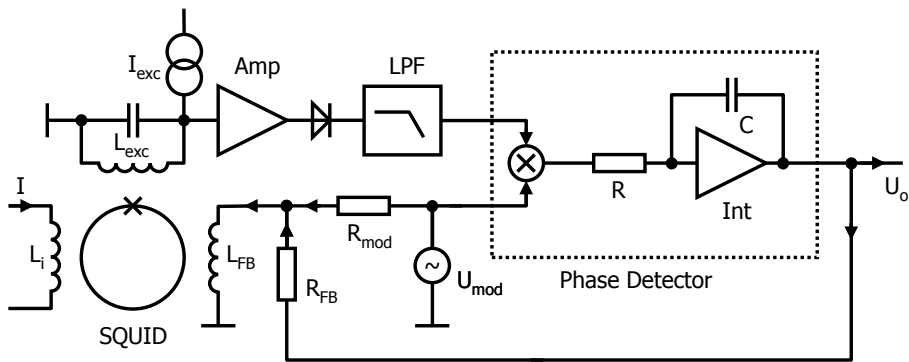 I_exc
Amp
LPF
L_exc
C
R
Int
U_o
I
R_mod
L_i
L_FB
R_FB
~
U_mod
Phase Detector
SQUID